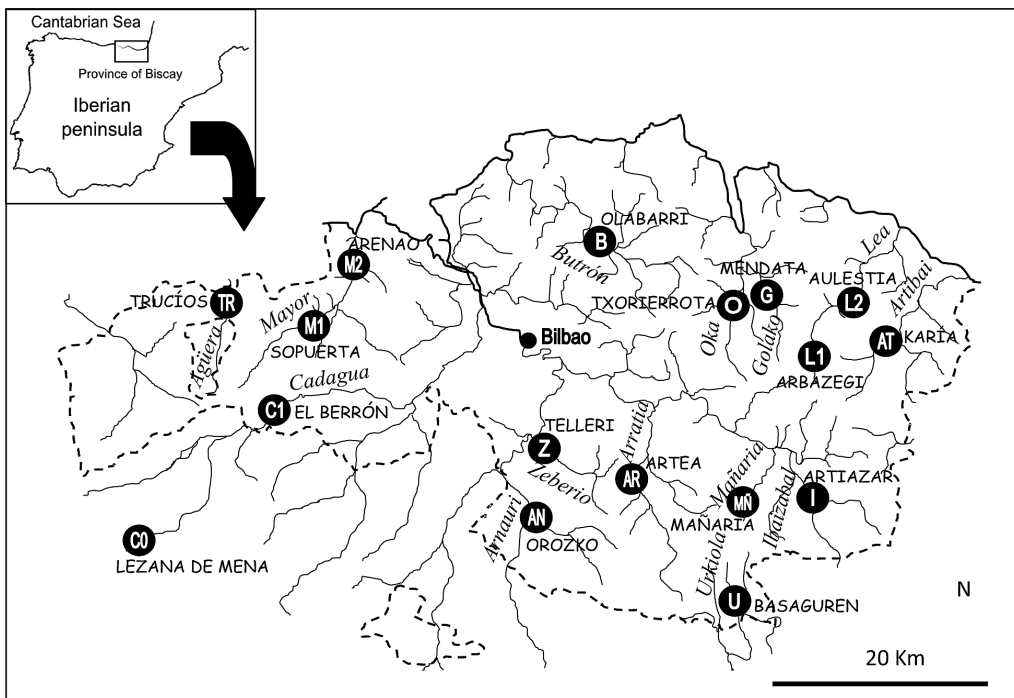 Cantabrian Sea
Province of Biscay
Iberian
peninsula
OLABARRI
B
Butrón
ARENAO
M2
Lea
MENDATA
AULESTIA
TRUCÍOS
TR
Mayor
TXORIERROTA
O
G
L2
Artibai
M1
SOPUERTA
Agüera
Bilbao
Oka
Golako
AT
KARÍA
L1
ARBAZEGI
Cadagua
C1
EL BERRÓN
TELLERI
Z
Arratia
Zeberio
ARTEA
AR
Mañaria
ARTIAZAR
MÑ
I
MAÑARIA
Ibaizabal
AN
Arnauri
OROZKO
Urkiola
C0
LEZANA DE MENA
U
BASAGUREN
N
20 Km